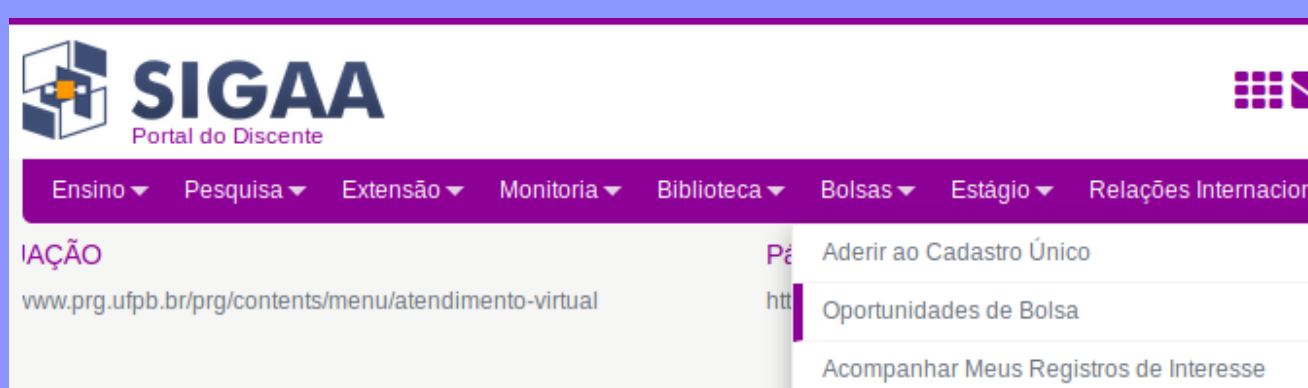 SIGAA
Portal do Discente
Ensino Pesquisa Extensão Monitoria Biblioteca Bolsas Estágio
Relações
Aderir ao Cadastro Único
www.prg.ufpb.br/prg/contents/menu/atendimento-virtual
Oportunidades de Bolsa
Acompanhar Meus Registros de Interesse